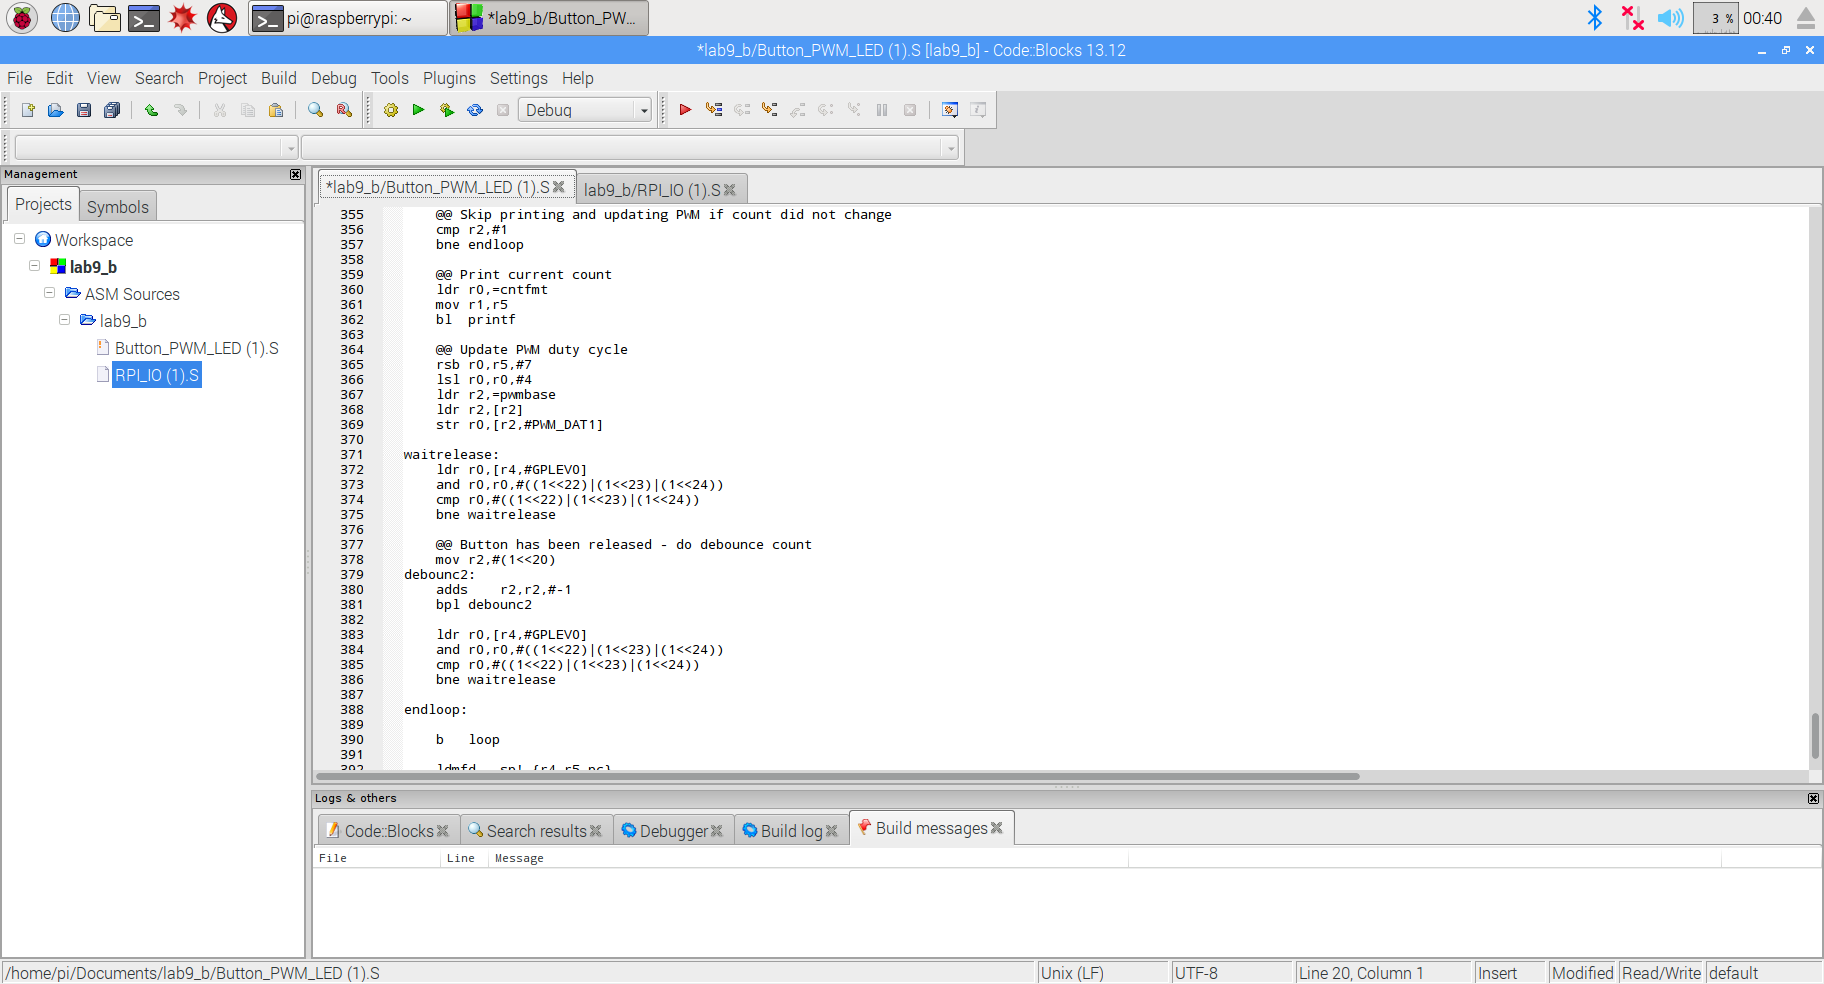 pi@raspberrypi: ~
*lab9_b/Button_PW...
3 %
00:40
*lab9_b/Button_PWM_LED (1).S [lab9_b] - Code::Blocks 13.12
File Edit View Search Project Build Debug Tools Plugins Settings Help
Debug
Management
Projects
Symbols
Workspace
lab9_b
ASM Sources
lab9_b
Button_PWM_LED (1).S
RPI_IO (1).S
*lab9_b/Button_PWM_LED (1).S
lab9_b/RPI_IO (1).S
355 @@ Skip printing and updating PWM if count did not change
356 cmp r2,#1
357 bne endloop
358
359 @@ Print current count
360 ldr r0,=cntfmt
361 mov r1,r5
362 bl printf
363
364 @@ Update PWM duty cycle
365 rsb r0,r5,#7
366 lsl r0,r0,#4
367 ldr r2,=pwmbase
368 ldr r2,[r2]
369 str r0,[r2,#PWM_DAT1]
370
371 waitrelease:
372 ldr r0,[r4,#GPLEV0]
373 and r0,r0,#((1<<22)|(1<<23)|(1<<24))
374 cmp r0,#((1<<22)|(1<<23)|(1<<24))
375 bne waitrelease
376
377 @@ Button has been released - do debounce count
378 mov r2,#(1<<20)
379 debounc2:
380 adds r2,r2,#-1
381 bpl debounc2
382
383 ldr r0,[r4,#GPLEV0]
384 and r0,r0,#((1<<22)|(1<<23)|(1<<24))
385 cmp r0,#((1<<22)|(1<<23)|(1<<24))
386 bne waitrelease
387
388 endloop:
389
390 b loop
391
392 ldmfd sp!,{r4,r5,pc}
Logs & others
Code::Blocks
Search results
Debugger
Build log
Build messages
File Line Message
/home/pi/Documents/lab9_b/Button_PWM_LED (1).S
Unix (LF)
UTF-8
Line 20, Column 1
Insert
Modified
Read/Write
default